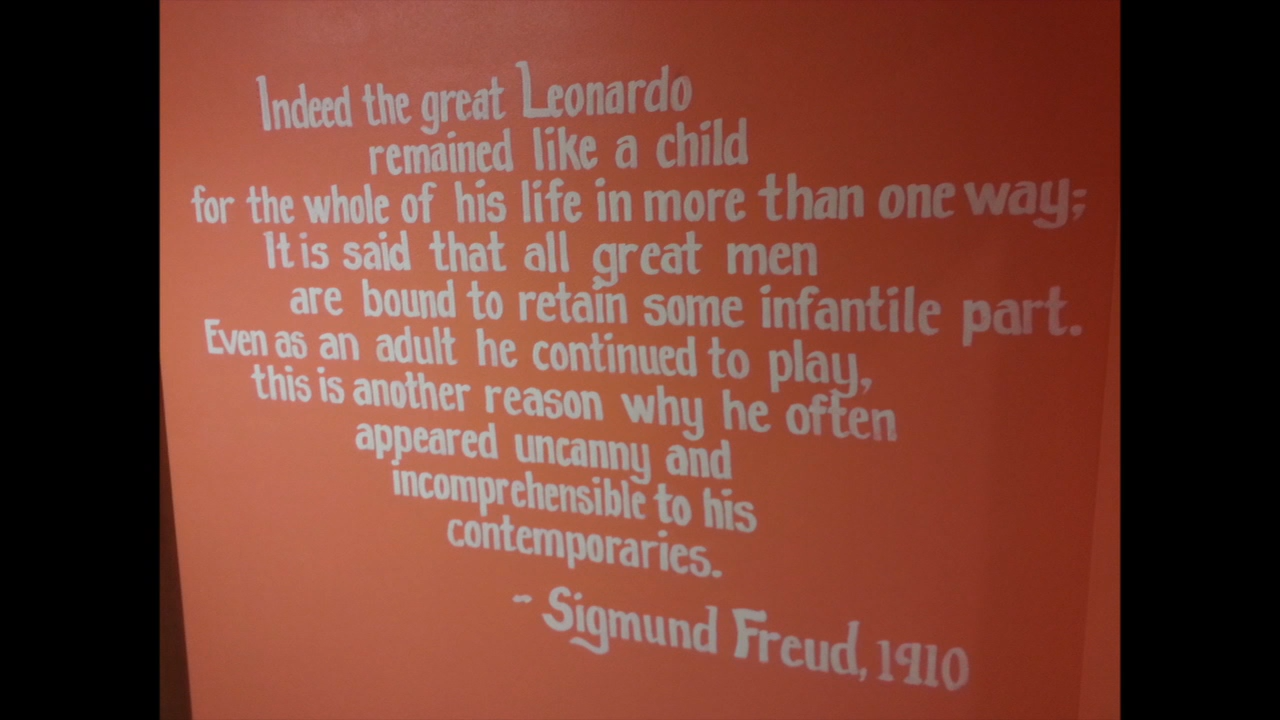 Indeed the great Leonardo
remained like a child
for the whole of his life in more than one way;
It is said that all great men
are bound to retain some infantile part.
Even as an adult he continued to play,
this is another reason why he often
appeared uncanny and
incomprehensible to his
contemporaries.
- Sigmund Freud, 1910